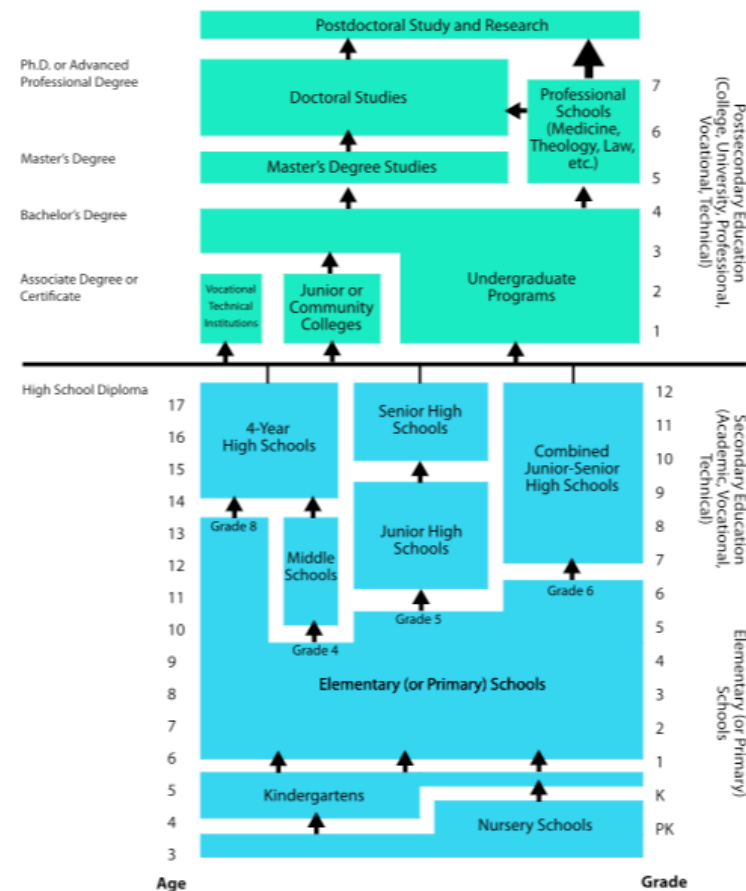 Postdoctoral Study and Research
Ph.D. or Advanced
Professional Degree
Doctoral Studies
Professional
Schools
(Medicine,
Theology, Law,
etc.)
7
6
5
Master's Degree
Master's Degree Studies
Bachelor's Degree
4
3
2
1
Associate Degree or
Certificate
Vocational
Technical
Institutions
Junior or
Community
Colleges
Undergraduate
Programs
Postsecondary Education
(College, University, Professional,
Vocational, Technical)
High School Diploma
17
16
15
14
13
12
11
10
9
8
7
6
5
4
3
4-Year
High Schools
Senior High
Schools
Combined
Junior-Senior
High Schools
Grade 8
Middle
Schools
Junior High
Schools
Grade 4
Grade 5
Grade 6
Elementary (or Primary) Schools
Kindergartens
Nursery Schools
12
11
10
9
8
7
6
5
4
3
2
1
K
PK
Secondary Education
(Academic, Vocational,
Technical)
Elementary (or Primary)
Schools
Age
Grade